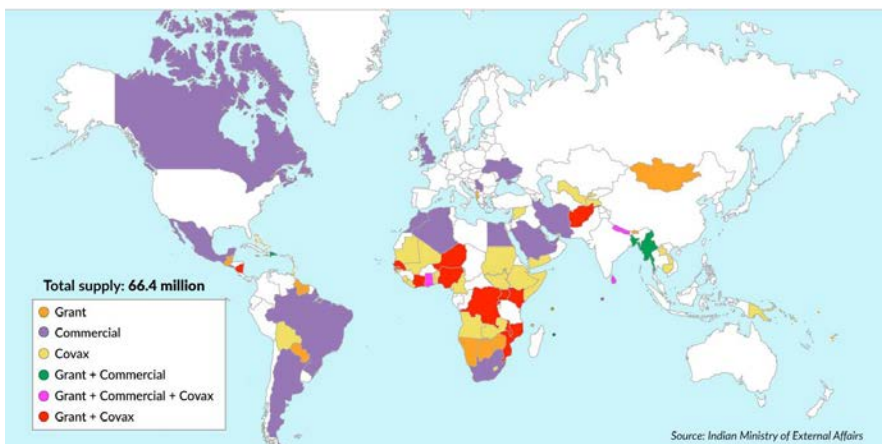 Total supply: 66.4 million
Grant
Commercial
Covax
Grant + Commercial
Grant + Commercial + Covax
Grant + Covax
Source: Indian Ministry of External Affairs